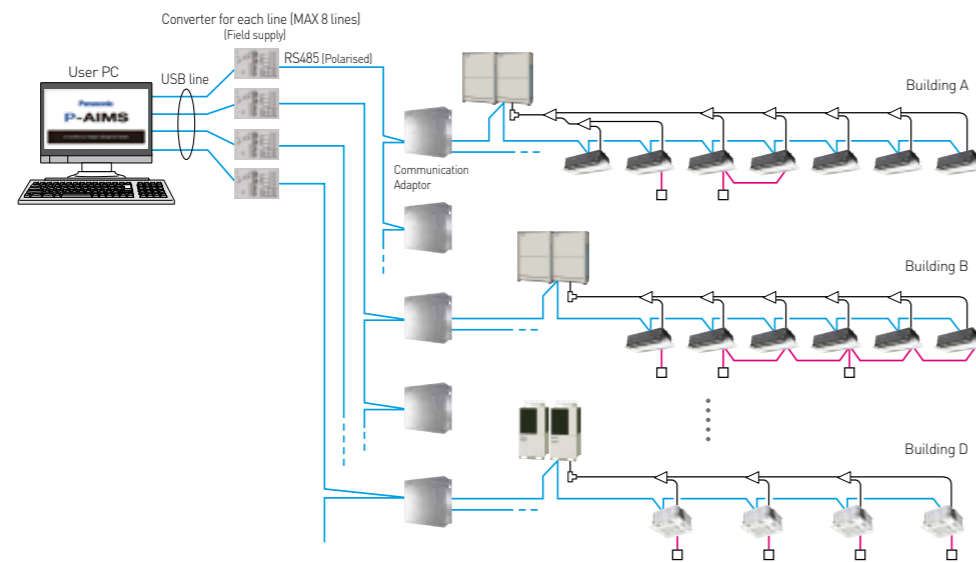 Converter for each line (MAX 8 lines)
(Field supply)
RS485 (Polarised)
User PC
USB line
Panasonic
P-AIMS
Communication
Adaptor
Building A
Building B
Building D